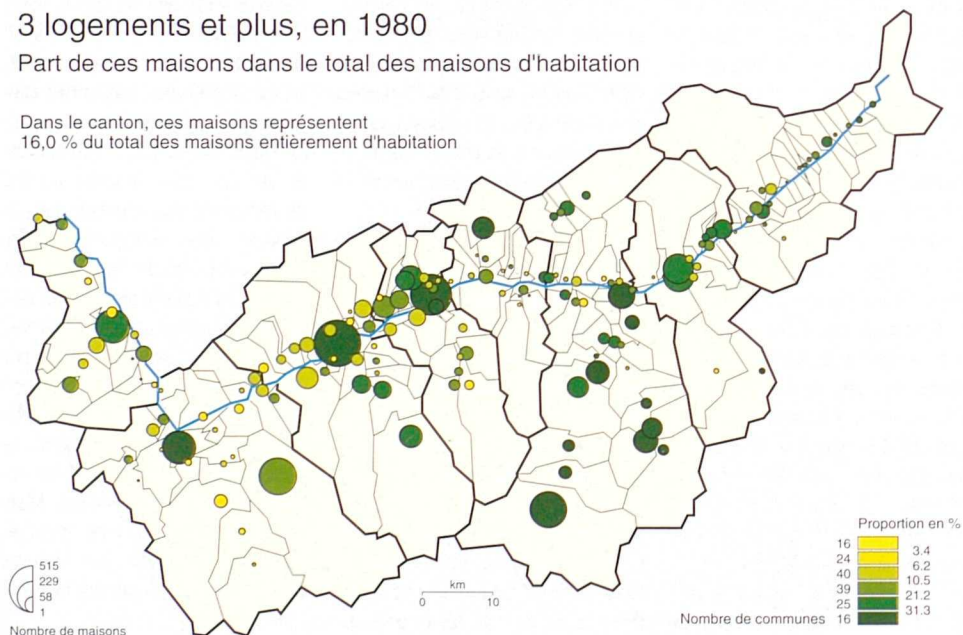 3 logements et plus, en 1980
Part de ces maisons dans le total des maisons d'habitation
Dans le canton, ces maisons représentent
16,0 % du total des maisons entièrement d'habitation
515
229
58
1
Nombre de maisons
km
0 10
Proportion en %
16
3.4
24
6.2
40
10.5
39
21.2
25
31.3
Nombre de communes 16